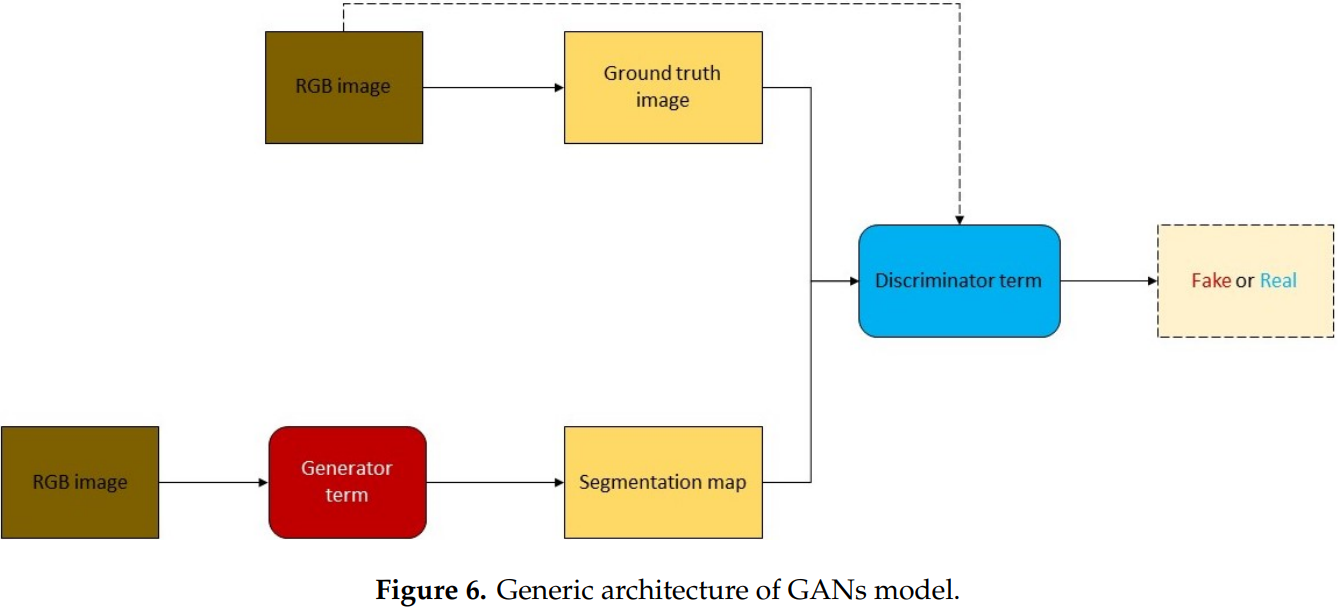 RGB image
Ground truth
image
Discriminator term
Fake or Real
RGB image
Generator
term
Segmentation map
Figure 6. Generic architecture of GANs model.